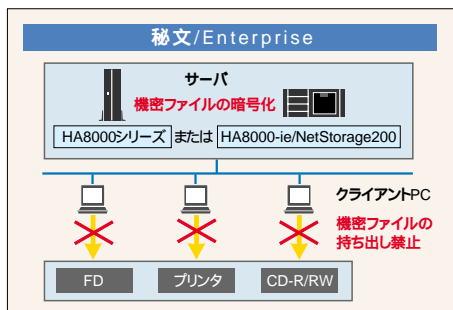 秘文/Enterprise
サーバ
機密ファイルの暗号化
HA8000シリーズ または HA8000-ie/NetStorage200
クライアントPC
機密ファイルの
持ち出し禁止
FD プリンタ CD-R/RW